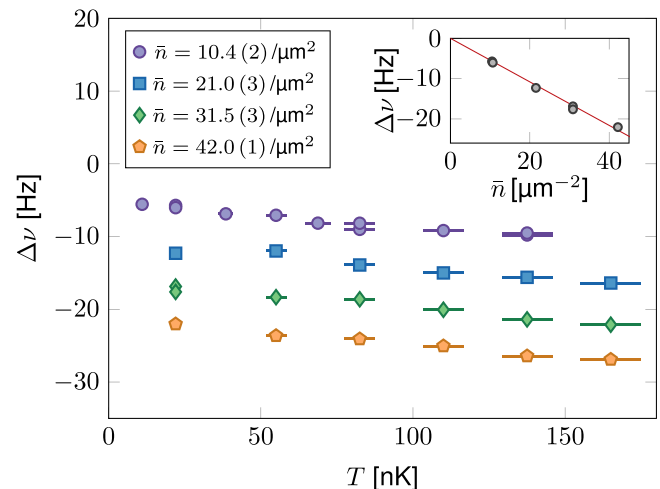 20
10
0
−10
−20
−30
Δν [Hz]
n̄ = 10.4 (2) /µm²
n̄ = 21.0 (3) /µm²
n̄ = 31.5 (3) /µm²
n̄ = 42.0 (1) /µm²
0
−10
−20
Δν [Hz]
0 20 40
n̄ [µm⁻²]
0 50 100 150
T [nK]